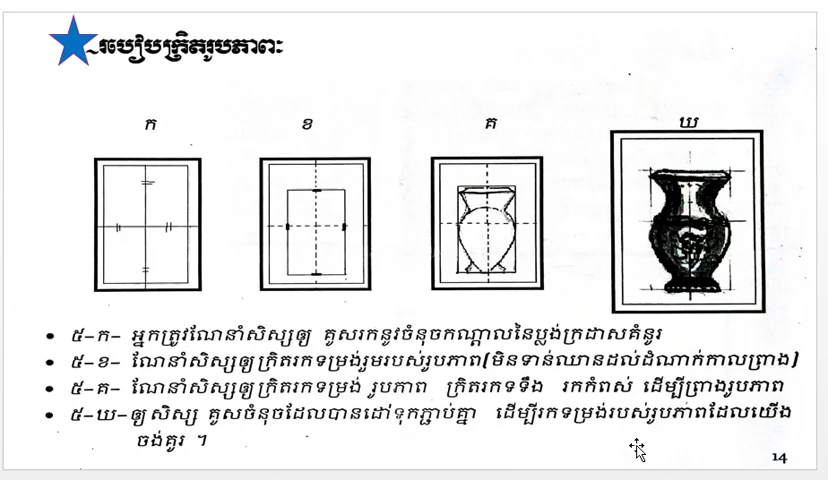 របៀបក្រិតរូបភាពៈ
ក ខ គ ឃ
• ៥-ក- អ្នកត្រូវណែនាំសិស្សឲ្យ គូសរកនូវចំនុចកណ្តាលនៃប្លង់ក្រដាសគំនូរ
• ៥-ខ- ណែនាំសិស្សឲ្យក្រិតរកទម្រង់រួមរបស់រូបភាព(មិនទាន់ឈានដល់ដំណាក់កាលព្រាង)
• ៥-គ- ណែនាំសិស្សឲ្យក្រិតរកទម្រង់ រូបភាព ក្រិតរកទទឹង រកកំពស់ ដើម្បីព្រាងរូបភាព
• ៥-ឃ-ឲ្យសិស្ស គូសចំនុចដែលបានដៅទុកភ្ជាប់គ្នា ដើម្បីរកទម្រង់របស់រូបភាពដែលយើង
ចង់គូរ ។
14